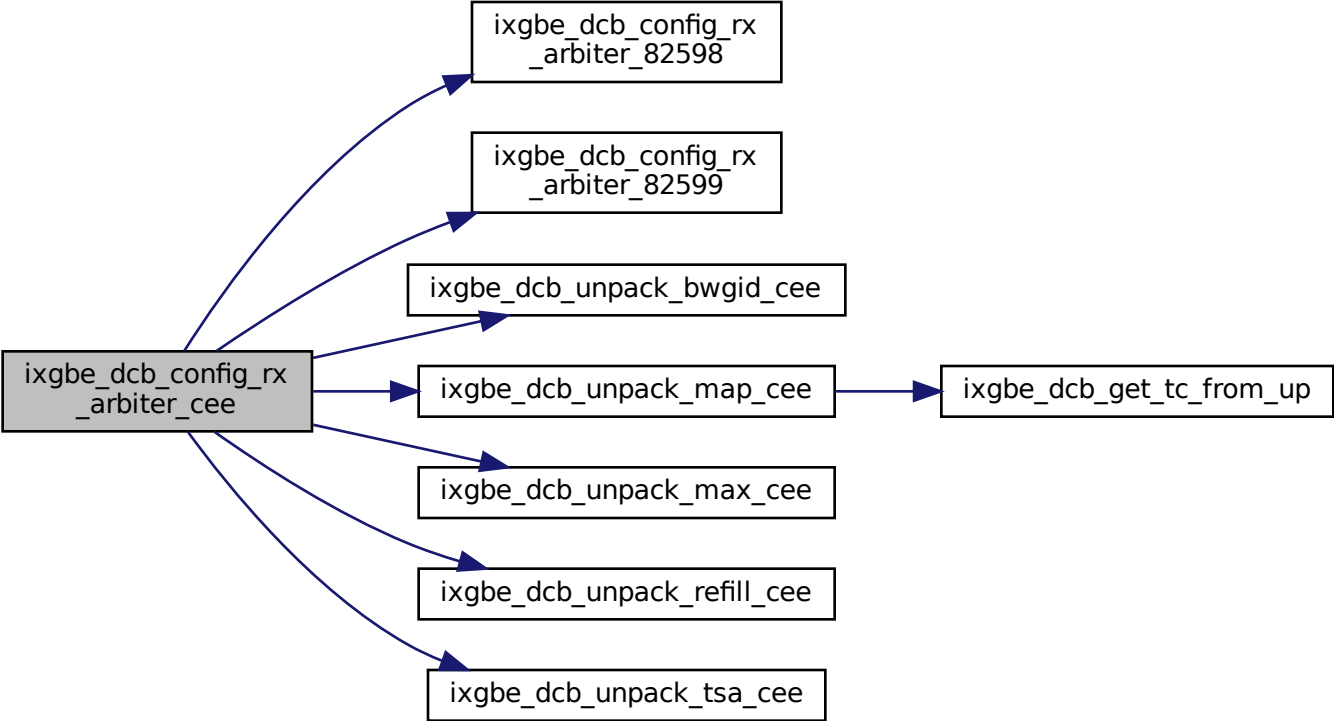 ixgbe_dcb_config_rx
_arbiter_82598
ixgbe_dcb_config_rx
_arbiter_82599
ixgbe_dcb_unpack_bwgid_cee
ixgbe_dcb_config_rx
_arbiter_cee
ixgbe_dcb_unpack_map_cee
ixgbe_dcb_get_tc_from_up
ixgbe_dcb_unpack_max_cee
ixgbe_dcb_unpack_refill_cee
ixgbe_dcb_unpack_tsa_cee